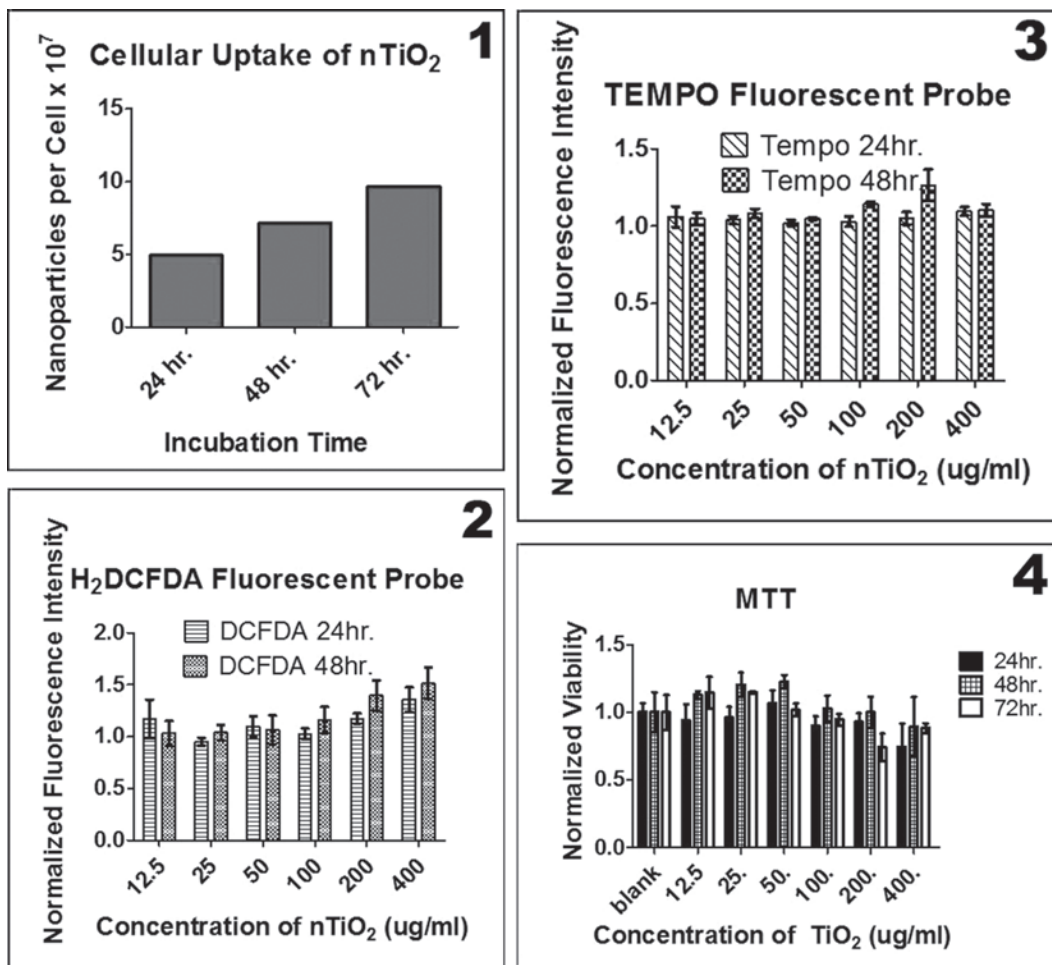 1
Cellular Uptake of nTiO₂
Nanoparticles per Cell x 10⁷
15
10
5
0
24 hr.
48 hr.
72 hr.
Incubation Time
2
H₂DCFDA Fluorescent Probe
Normalized Fluorescence Intensity
DCFDA 24hr.
DCFDA 48hr.
2.0
1.5
1.0
0.5
0.0
12.5
25
50
100
200
400
Concentration of nTiO₂ (ug/ml)
3
TEMPO Fluorescent Probe
Normalized Fluorescence Intensity
Tempo 24hr.
Tempo 48hr.
1.5
1.0
0.5
0.0
12.5
25
50
100
200
400
Concentration of nTiO₂ (ug/ml)
4
MTT
Normalized Viability
24hr.
48hr.
72hr.
1.5
1.0
0.5
0.0
blank
12.5
25.
50.
100.
200.
400.
Concentration of TiO₂ (ug/ml)